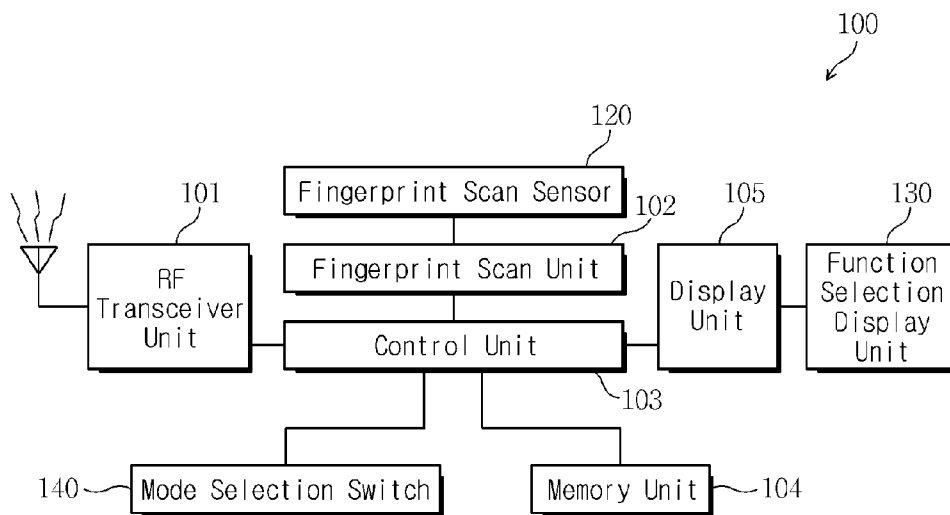 100
120
Fingerprint Scan Sensor
101
102
105
130
RF
Transceiver
Unit
Fingerprint Scan Unit
Display
Unit
Function
Selection
Display
Unit
Control Unit
103
140
Mode Selection Switch
Memory Unit
104